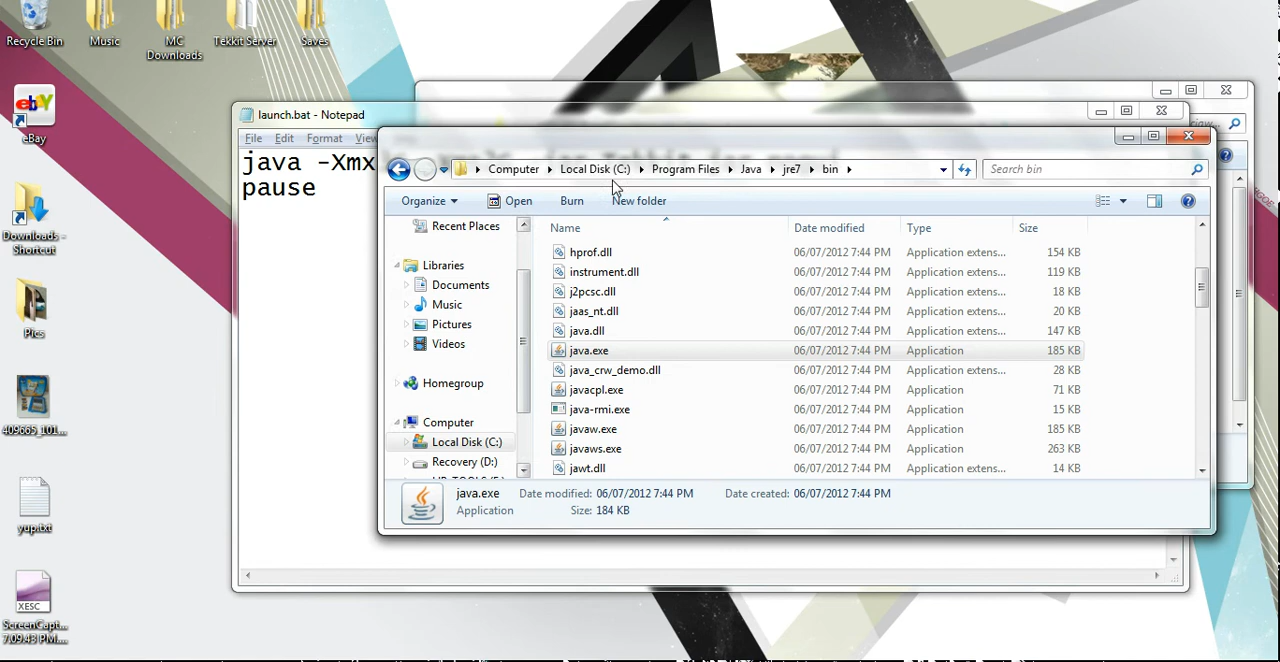 Recycle Bin
Music
MC
Downloads
Tekkit Server
Saves
ebY
eBay
Downloads -
Shortcut
Pics
409665_101...
yup.txt
XESC
ScreenCapt...
7.09.43 PM....
launch.bat - Notepad
File Edit Format View
java -Xmx
pause
Computer Local Disk (C:) Program Files Java jre7 bin
Search bin
Organize Open Burn New folder
Recent Places
Libraries
Documents
Music
Pictures
Videos
Homegroup
Computer
Local Disk (C:)
Recovery (D:)
Name Date modified Type Size
hprof.dll 06/07/2012 7:44 PM Application extens... 154 KB
instrument.dll 06/07/2012 7:44 PM Application extens... 119 KB
j2pcsc.dll 06/07/2012 7:44 PM Application extens... 18 KB
jaas_nt.dll 06/07/2012 7:44 PM Application extens... 20 KB
java.dll 06/07/2012 7:44 PM Application extens... 147 KB
java.exe 06/07/2012 7:44 PM Application 185 KB
java_crw_demo.dll 06/07/2012 7:44 PM Application extens... 28 KB
javacpl.exe 06/07/2012 7:44 PM Application 71 KB
java-rmi.exe 06/07/2012 7:44 PM Application 15 KB
javaw.exe 06/07/2012 7:44 PM Application 185 KB
javaws.exe 06/07/2012 7:44 PM Application 263 KB
jawt.dll 06/07/2012 7:44 PM Application extens... 14 KB
java.exe Date modified: 06/07/2012 7:44 PM Date created: 06/07/2012 7:44 PM
Application Size: 184 KB